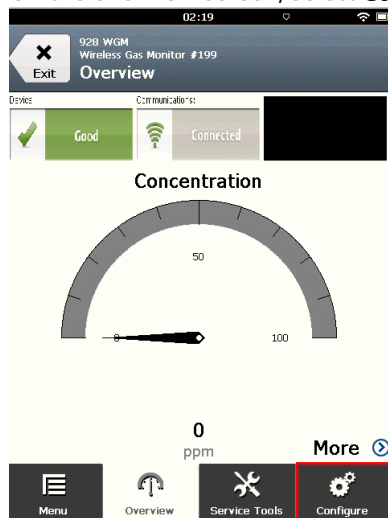 02:19
928 WGM
Wireless Gas Monitor #199
Exit
Overview
Device
Communications:
Good
Connected
Concentration
50
0
100
0
ppm
More
Menu
Overview
Service Tools
Configure